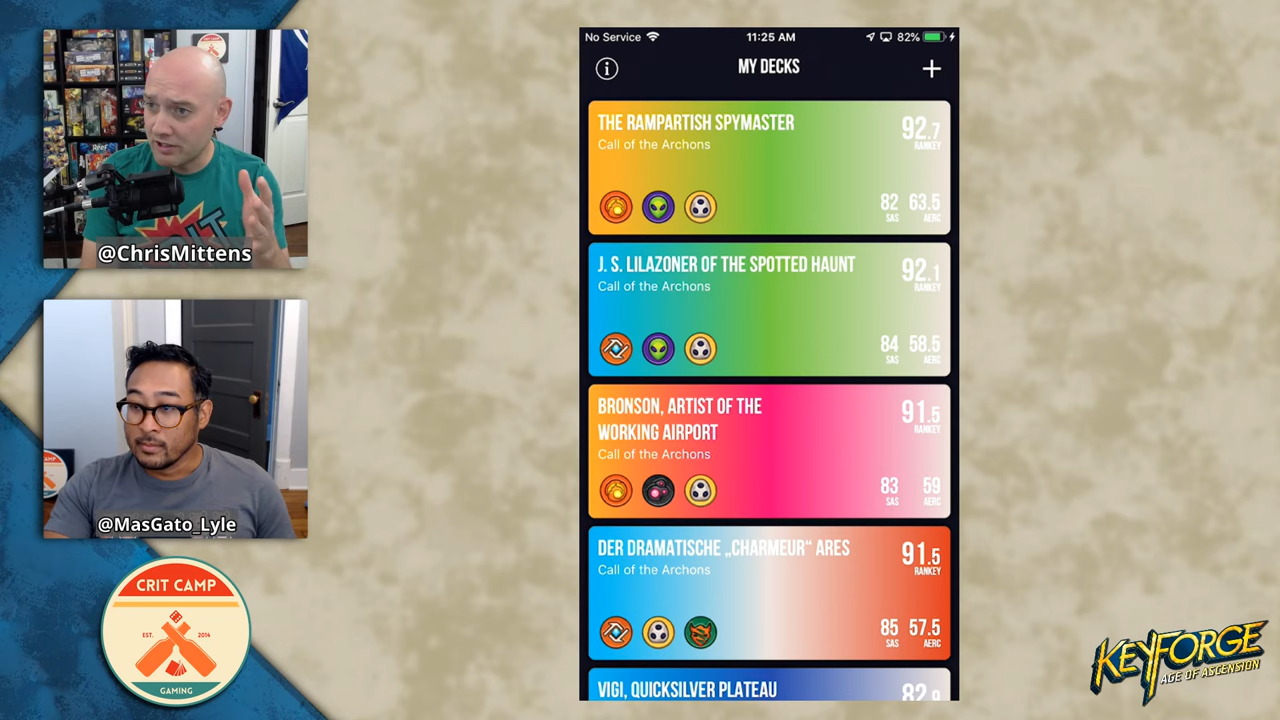 No Service
11:25 AM
82%
MY DECKS
THE RAMPARTISH SPYMASTER
Call of the Archons
92.7
RANKEY
82 63.5
SAS AERC
J. S. LILAZONER OF THE SPOTTED HAUNT
Call of the Archons
92.1
RANKEY
84 58.5
SAS AERC
BRONSON, ARTIST OF THE
WORKING AIRPORT
Call of the Archons
91.5
RANKEY
83 59
SAS AERC
DER DRAMATISCHE „CHARMEUR“ ARES
Call of the Archons
91.5
RANKEY
85 57.5
SAS AERC
VIGI, QUICKSILVER PLATEAU
82.9
@ChrisMittens
@MasGato_Lyle
CRIT CAMP
EST. 2014
GAMING
KEYFORGE
AGE OF ASCENSION